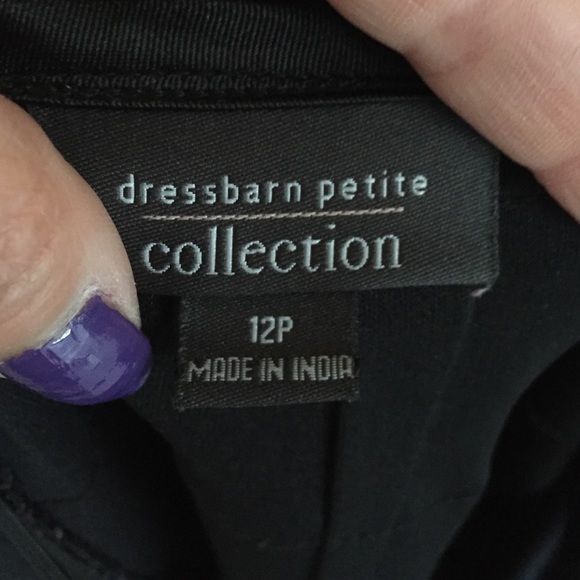 dressbarn petite
collection
12P
MADE IN INDIA